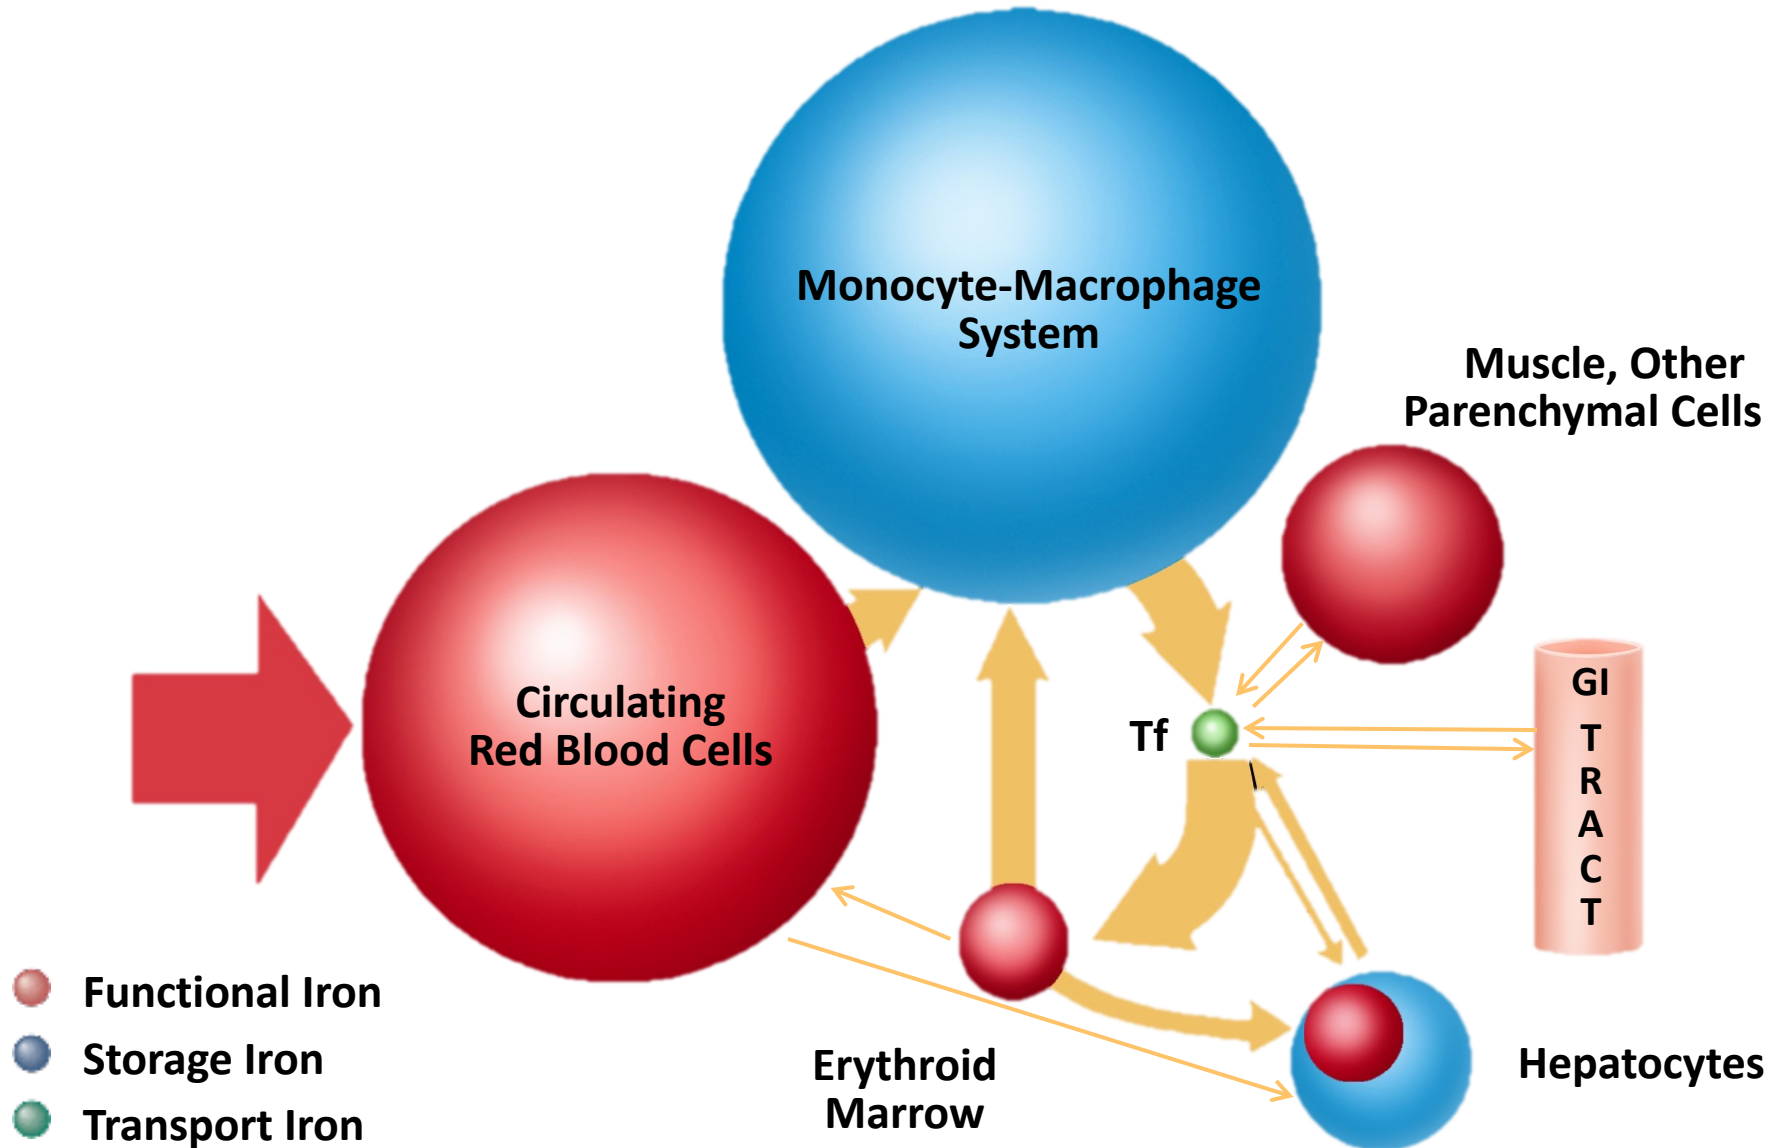 Monocyte-Macrophage
System
Muscle, Other
Parenchymal Cells
Circulating
Red Blood Cells
Tf
GI
T
R
A
C
T
Functional Iron
Storage Iron
Transport Iron
Erythroid
Marrow
Hepatocytes